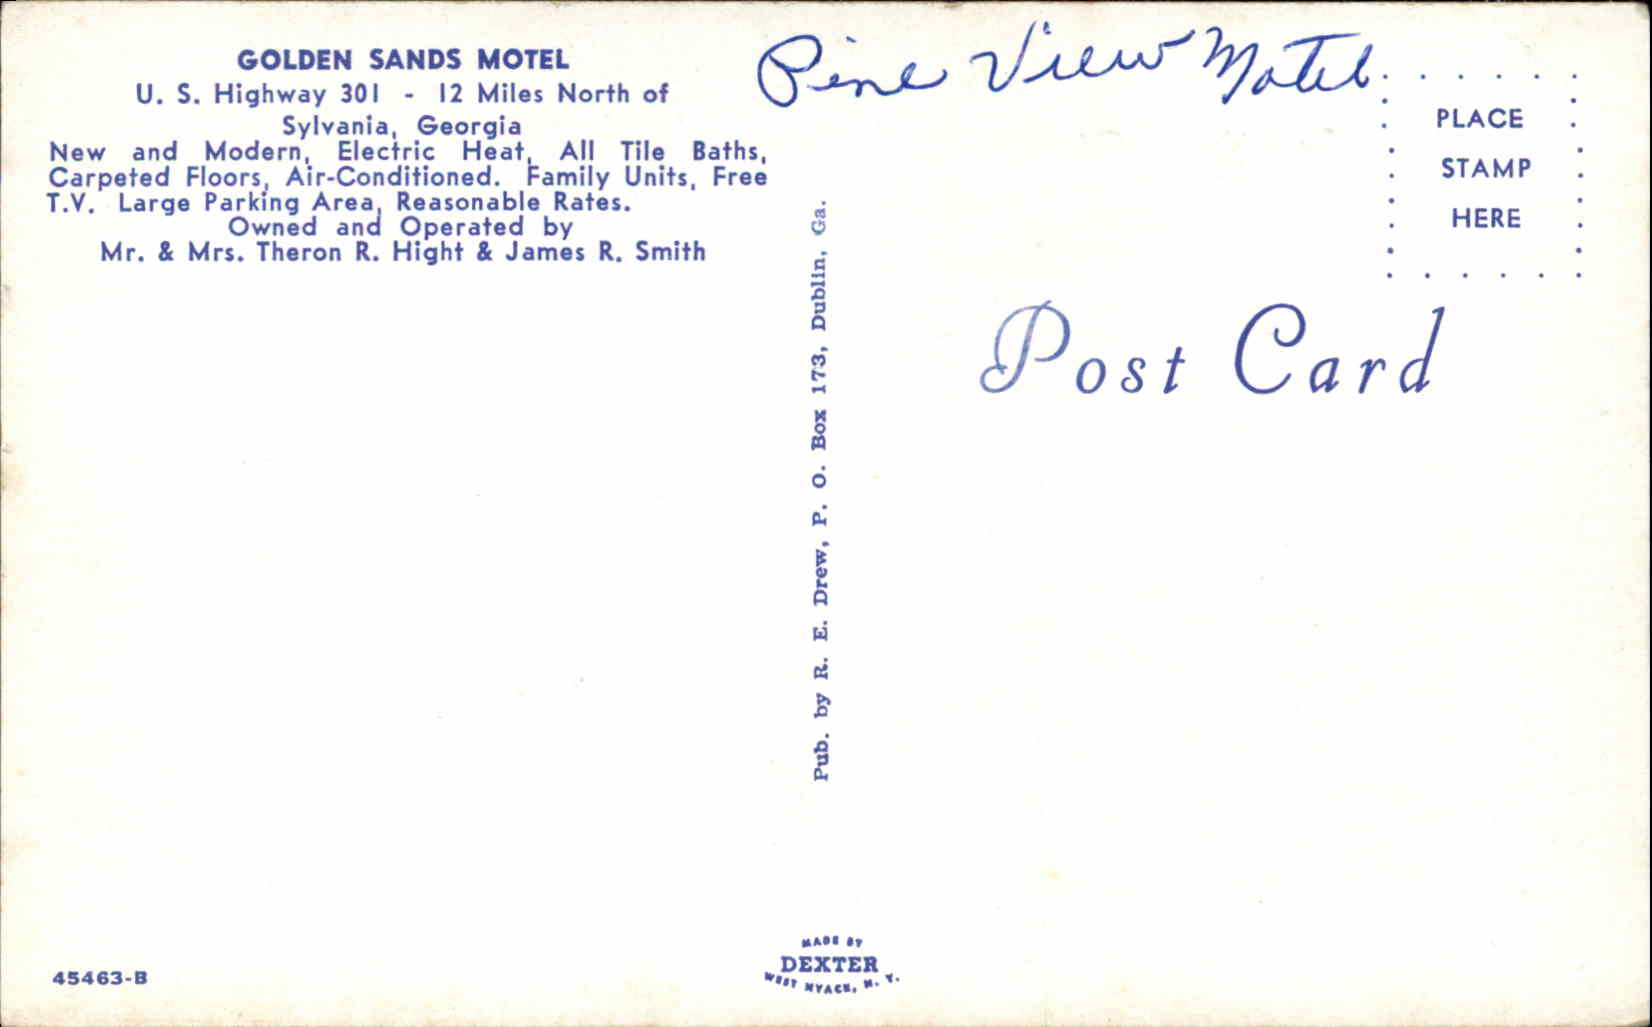 GOLDEN SANDS MOTEL
U. S. Highway 301 - 12 Miles North of
Sylvania, Georgia
New and Modern, Electric Heat, All Tile Baths,
Carpeted Floors, Air-Conditioned. Family Units, Free
T.V. Large Parking Area, Reasonable Rates.
Owned and Operated by
Mr. & Mrs. Theron R. Hight & James R. Smith
Pine View Motel
PLACE
STAMP
HERE
Post Card
Pub. by R. E. Drew, P. O. Box 173, Dublin, Ga.
45463-B
MADE BY
DEXTER
WEST NYACK, N. Y.